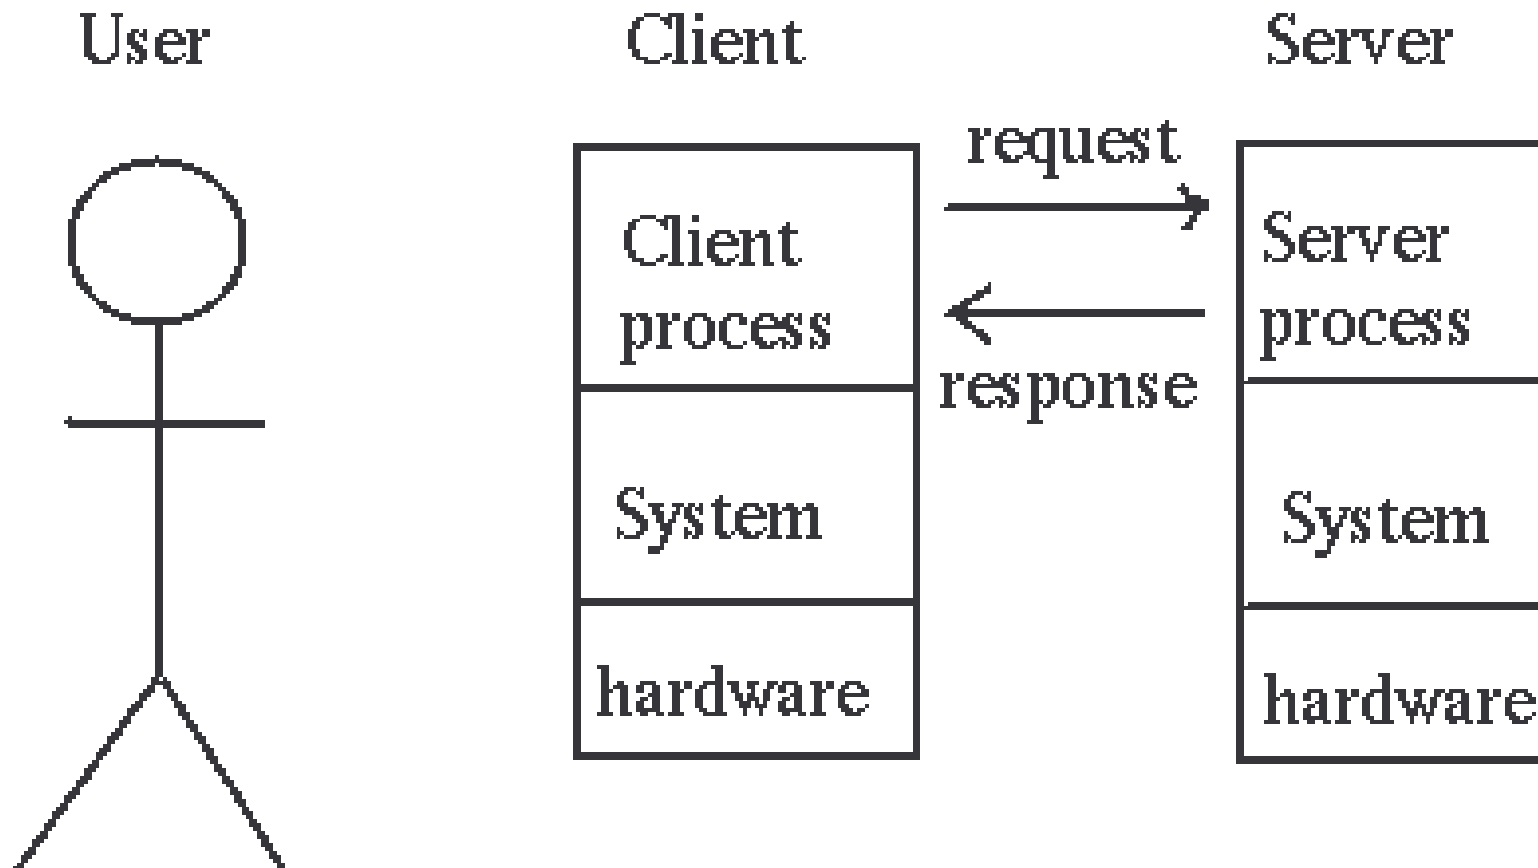 User
Client
Server
request
response
Client
process
System
hardware
Server
process
System
hardware